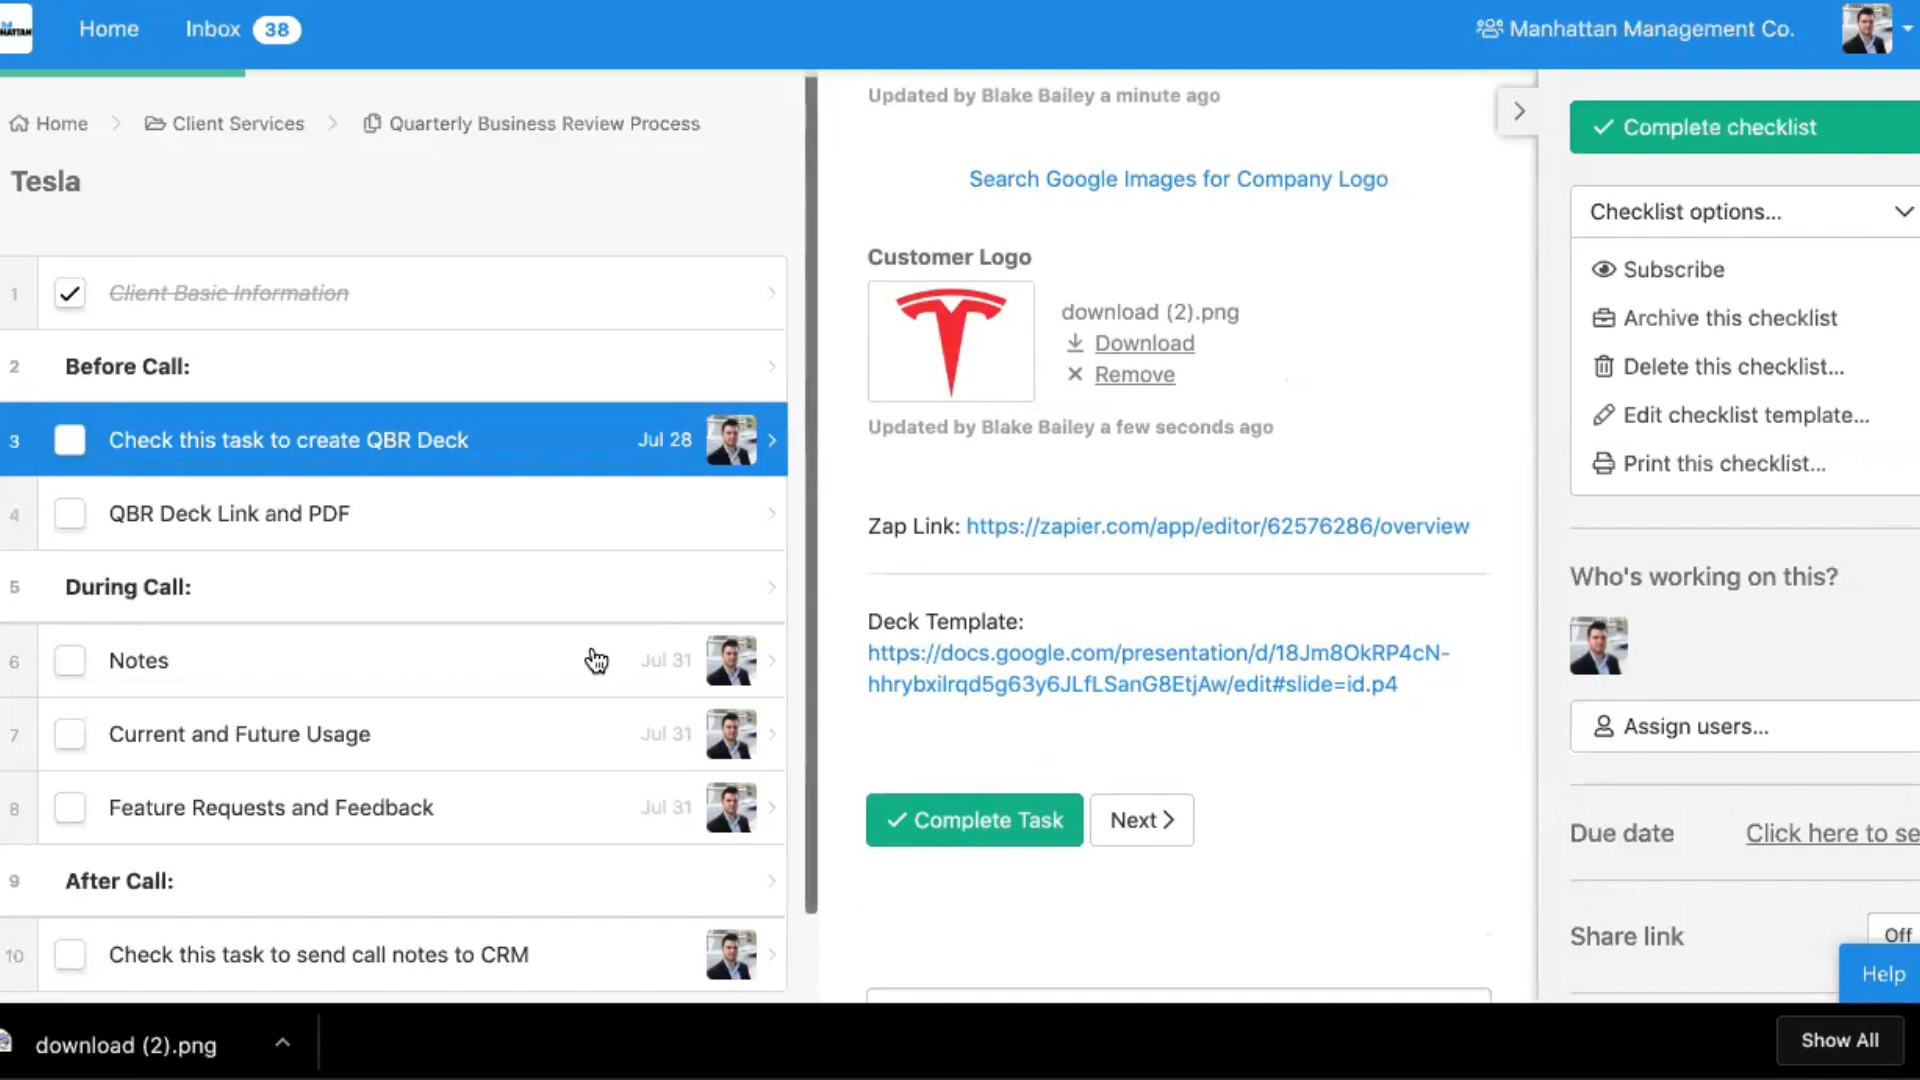 Home
Inbox 38
Manhattan Management Co.
Home
Client Services
Quarterly Business Review Process
Tesla
1 Client Basic Information
2 Before Call:
3 Check this task to create QBR Deck Jul 28
4 QBR Deck Link and PDF
5 During Call:
6 Notes Jul 31
7 Current and Future Usage Jul 31
8 Feature Requests and Feedback Jul 31
9 After Call:
10 Check this task to send call notes to CRM
Updated by Blake Bailey a minute ago
Search Google Images for Company Logo
Customer Logo
download (2).png
Download
Remove
Updated by Blake Bailey a few seconds ago
Zap Link: https://zapier.com/app/editor/62576286/overview
Deck Template:
https://docs.google.com/presentation/d/18Jm8OkRP4cN-
hhrybxilrqd5g63y6JLfLSanG8EtjAw/edit#slide=id.p4
Complete Task
Next
Complete checklist
Checklist options...
Subscribe
Archive this checklist
Delete this checklist...
Edit checklist template...
Print this checklist...
Who's working on this?
Assign users...
Due date Click here to se
Share link Off
Help
download (2).png
Show All